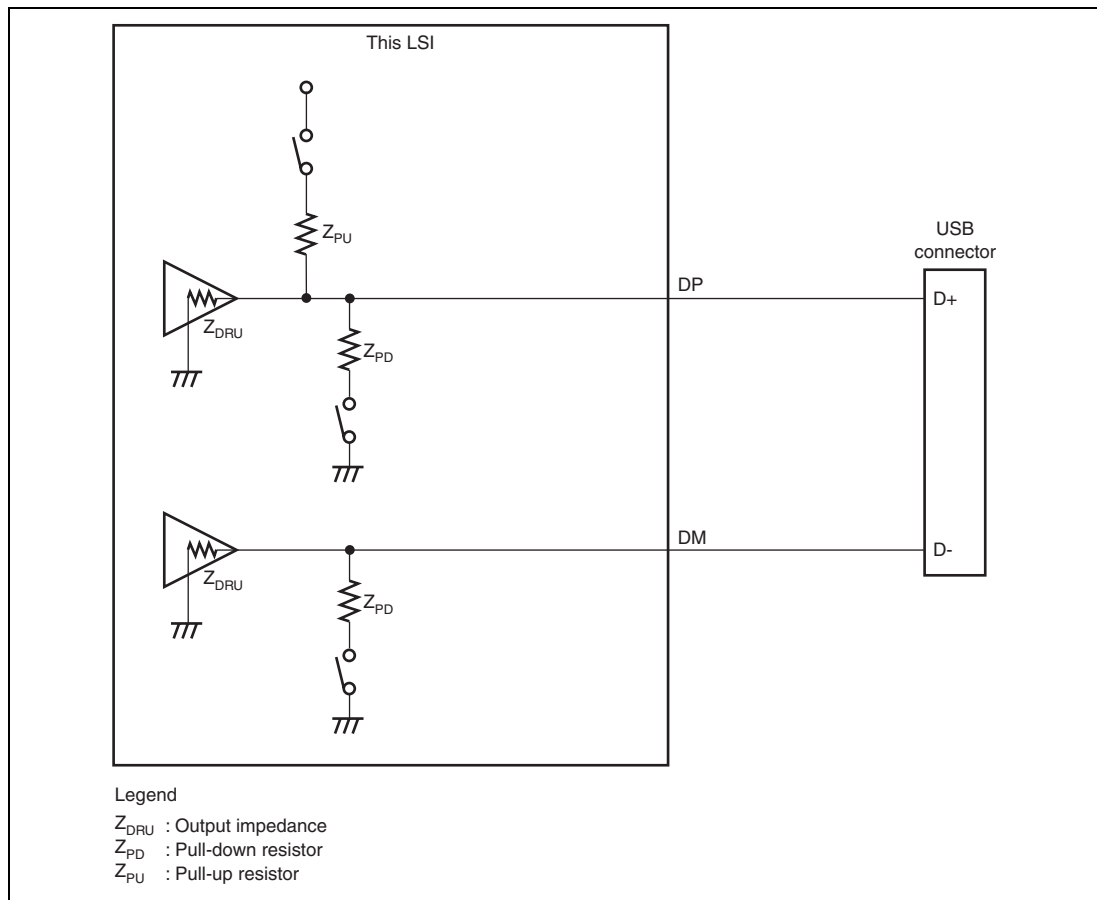 This LSI
Z_PU
USB
connector
DP
D+
Z_DRU
Z_PD
DM
D-
Z_DRU
Z_PD
Legend
Z_DRU : Output impedance
Z_PD : Pull-down resistor
Z_PU : Pull-up resistor